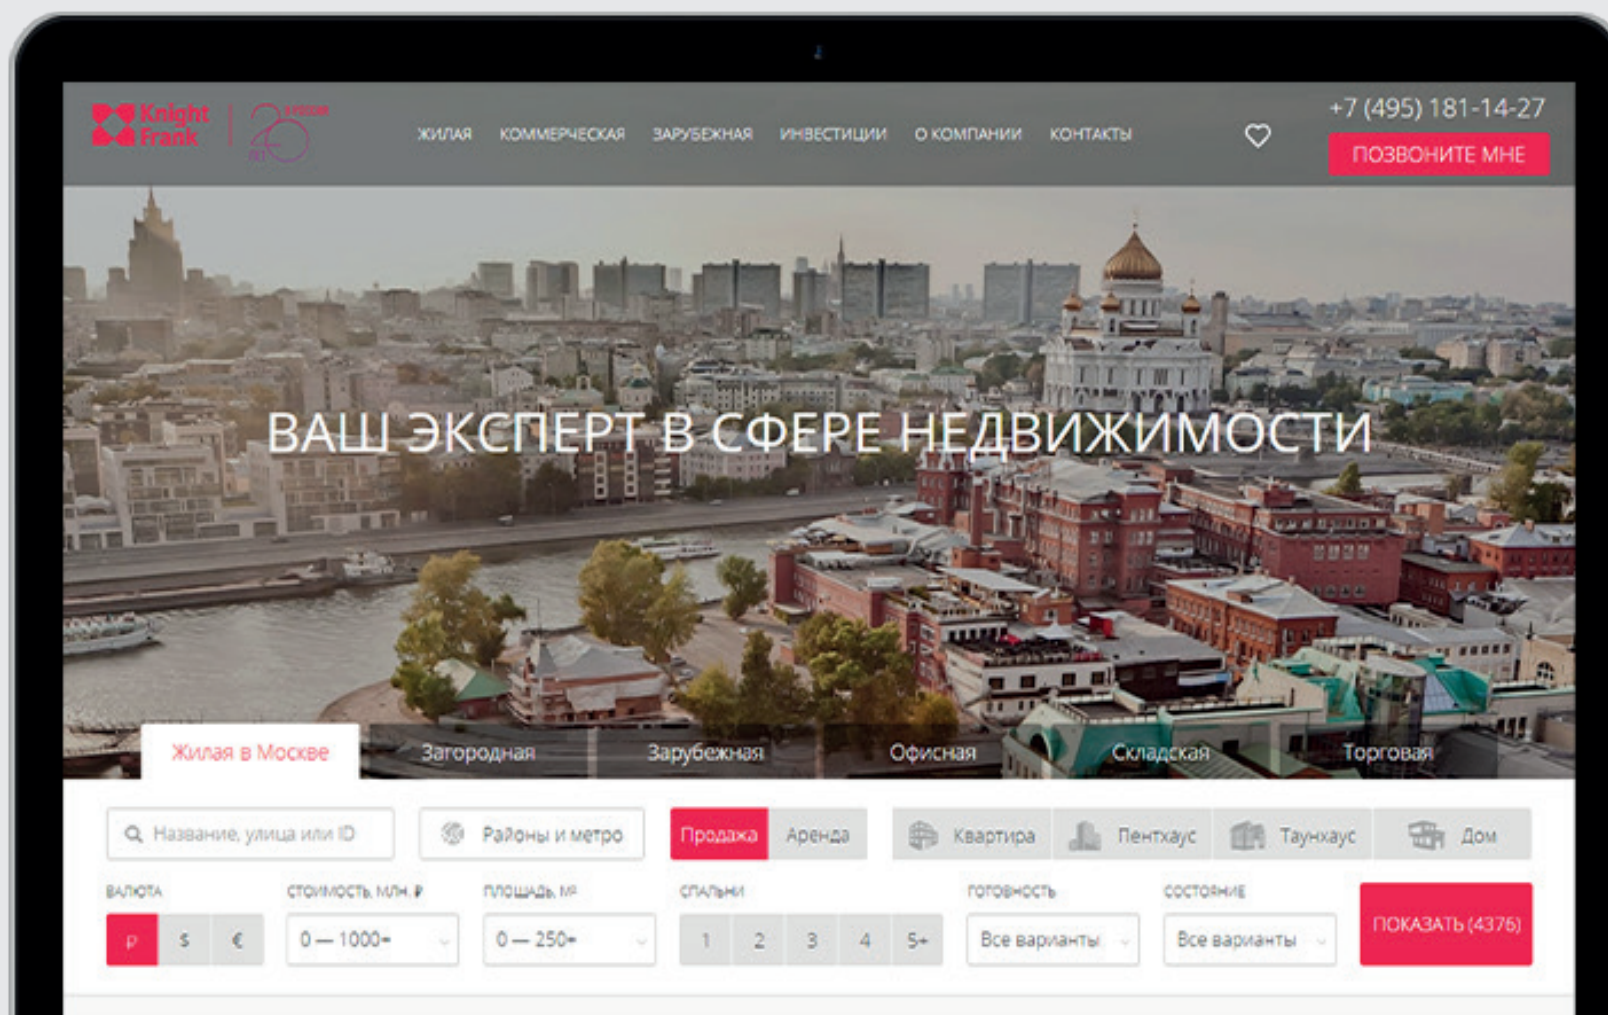 Knight
Frank
20
ЛЕТ
В РОССИИ
ЖИЛАЯ КОММЕРЧЕСКАЯ ЗАРУБЕЖНАЯ ИНВЕСТИЦИИ О КОМПАНИИ КОНТАКТЫ
+7 (495) 181-14-27
ПОЗВОНИТЕ МНЕ
ВАШ ЭКСПЕРТ В СФЕРЕ НЕДВИЖИМОСТИ
Жилая в Москве Загородная Зарубежная Офисная Складская Торговая
Название, улица или ID Районы и метро Продажа Аренда Квартира Пентхаус Таунхаус Дом
ВАЛЮТА СТОИМОСТЬ, МЛН. ₽ ПЛОЩАДЬ, М² СПАЛЬНИ ГОТОВНОСТЬ СОСТОЯНИЕ
₽ $ € 0 — 1000+ 0 — 250+ 1 2 3 4 5+ Все варианты Все варианты ПОКАЗАТЬ (4376)